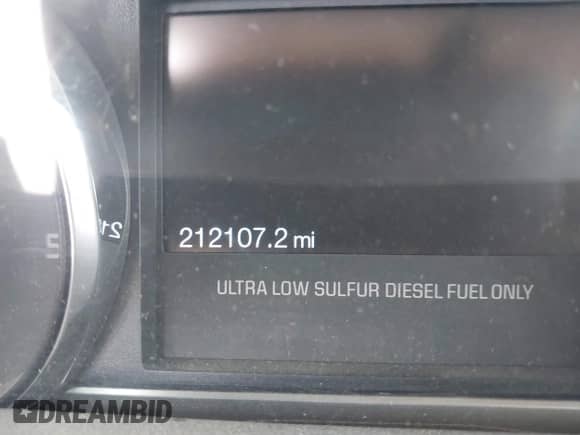 212107.2 mi
ULTRA LOW SULFUR DIESEL FUEL ONLY
DREAMBID